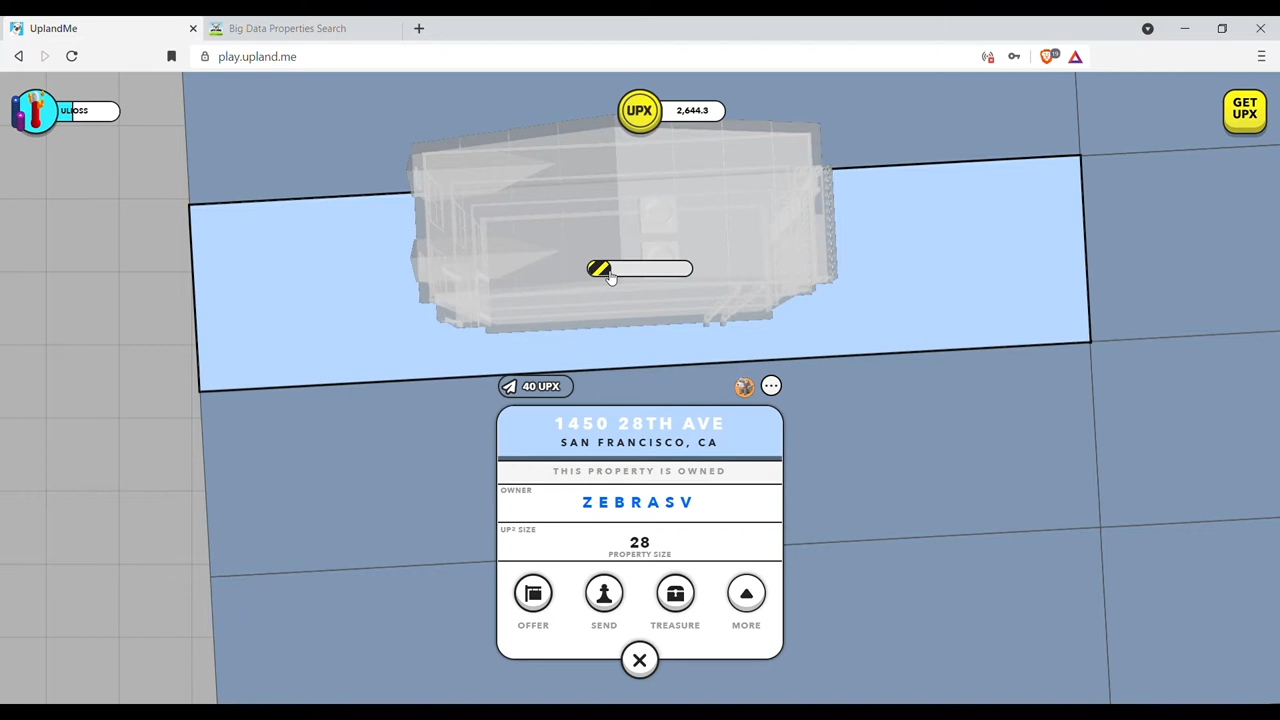 UplandMe
Big Data Properties Search
play.upland.me
19
UPX
2,644.3
GET
UPX
40 UPX
1450 28TH AVE
SAN FRANCISCO, CA
THIS PROPERTY IS OWNED
OWNER
ZEBRASV
UP² SIZE
28
PROPERTY SIZE
OFFER
SEND
TREASURE
MORE